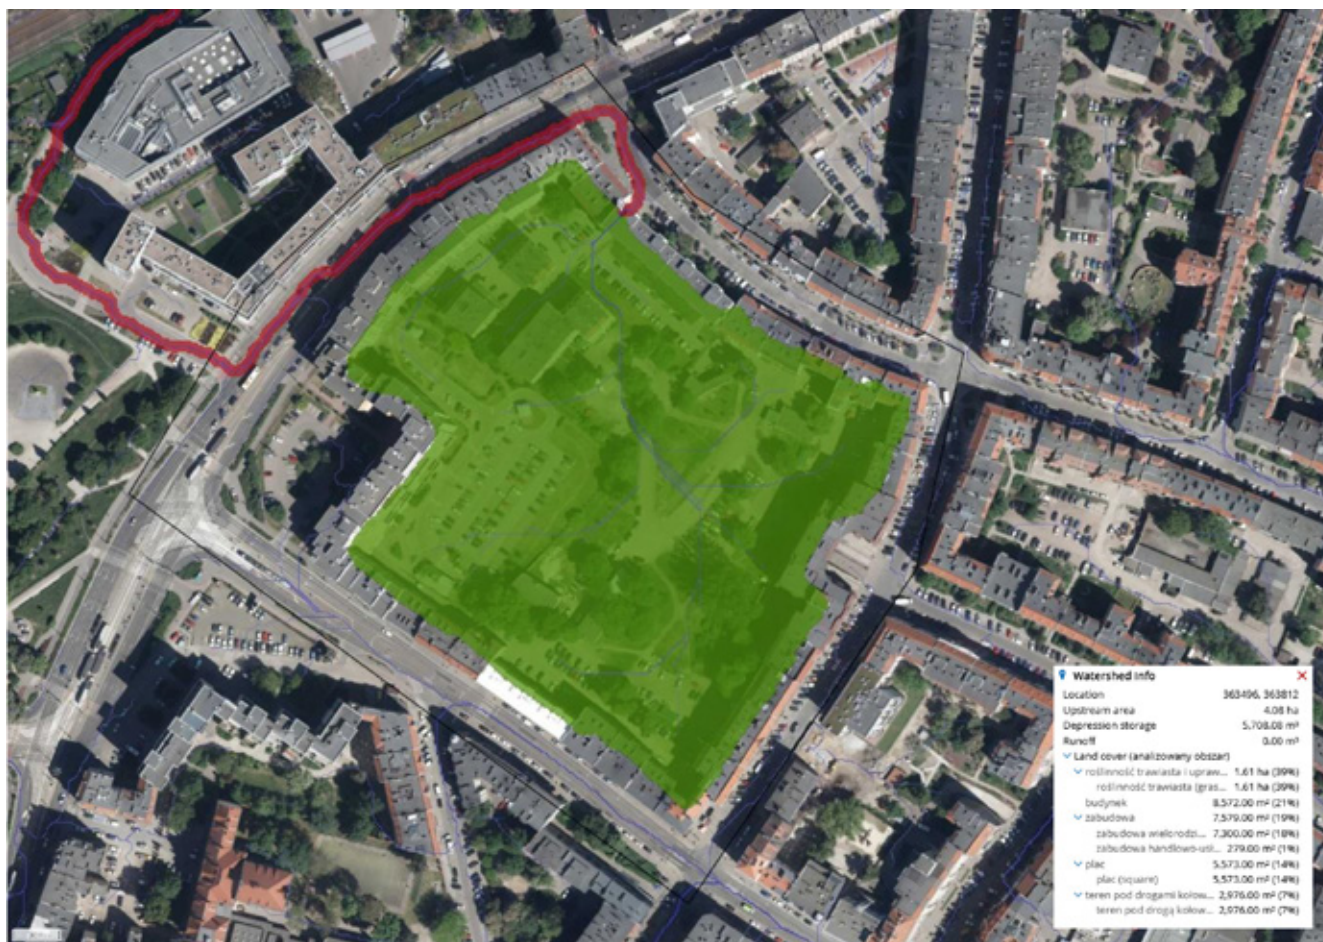 Watershed Info
Location 363496, 363812
Upstream area 4.08 ha
Depression storage 5,708.08 m³
Runoff 0.00 m³
Land cover (analizowany obszar)
roślinność trawiasta i upraw... 1.61 ha (39%)
roślinność trawiasta (gras... 1.61 ha (39%)
budynek 8,572.00 m² (21%)
zabudowa 7,579.00 m² (19%)
zabudowa wielorodzi... 7,300.00 m² (18%)
zabudowa handlowo-usł... 279.00 m² (1%)
plac 5,573.00 m² (14%)
plac (square) 5,573.00 m² (14%)
teren pod drogami kołow... 2,976.00 m² (7%)
teren pod drogą kołow... 2,976.00 m² (7%)